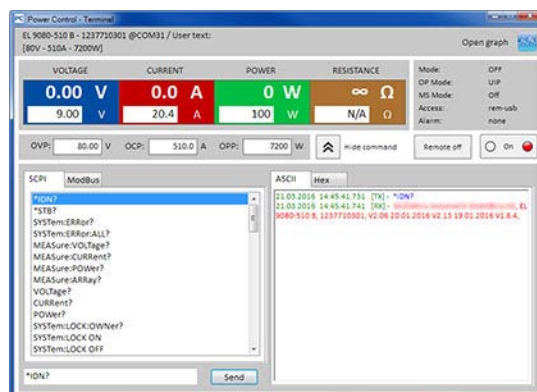 Power Control - Terminal
EL 9080-510 B - 1237710301 @COM31 / User text:
[80V - 510A - 7200W]
Open graph
VOLTAGE CURRENT POWER RESISTANCE
0.00 V 0.0 A 0 W ∞ Ω
9.00 V 20.4 A 100 W N/A Ω
Mode: OFF
OP Mode: UIP
MS Mode: Off
Access: rem-usb
Alarm: none
OVP: 80.00 V OCP: 510.0 A OPP: 7200 W Hide command Remote off On
SCPI ModBus
*IDN?
*STB?
SYSTem:ERRor?
SYSTem:ERRor:ALL?
MEASure:VOLTage?
MEASure:CURRent?
MEASure:POWer?
MEASure:ARRay?
VOLTage?
CURRent?
POWer?
SYSTem:LOCK:OWNer?
SYSTem:LOCK ON
SYSTem:LOCK OFF
*IDN? Send
ASCII Hex
21.03.2016 14:45:41.731 [TX] - *IDN?
21.03.2016 14:45:41.741 [RX] - , EL
9080-510 B, 1237710301, V2.06 20.01 2016 V2.13 19.01 2016 V1.6.4,